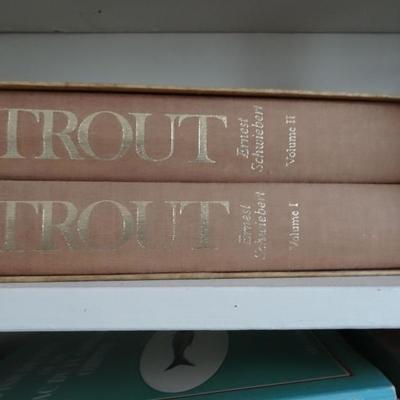 TROUT
Ernest
Schwiebert
Volume II
TROUT
Ernest
Schwiebert
Volume I